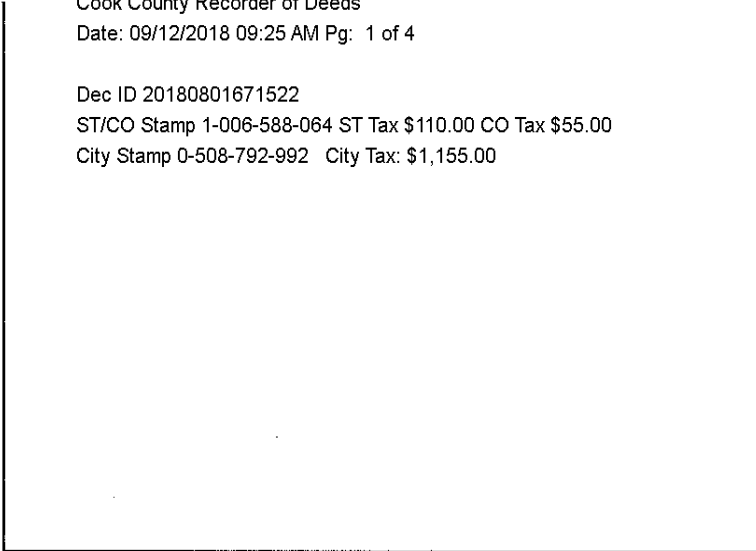 Cook County Recorder of Deeds
Date: 09/12/2018 09:25 AM Pg: 1 of 4
Dec ID 20180801671522
ST/CO Stamp 1-006-588-064 ST Tax $110.00 CO Tax $55.00
City Stamp 0-508-792-992 City Tax: $1,155.00